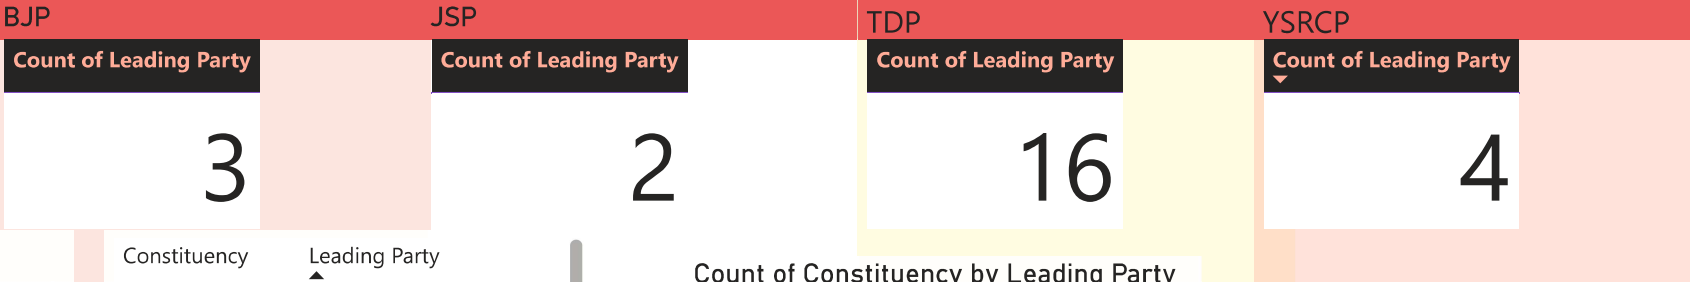 BJP
JSP
TDP
YSRCP
Count of Leading Party
Count of Leading Party
Count of Leading Party
Count of Leading Party
3
2
16
4
Constituency
Leading Party
Count of Constituency by Leading Party